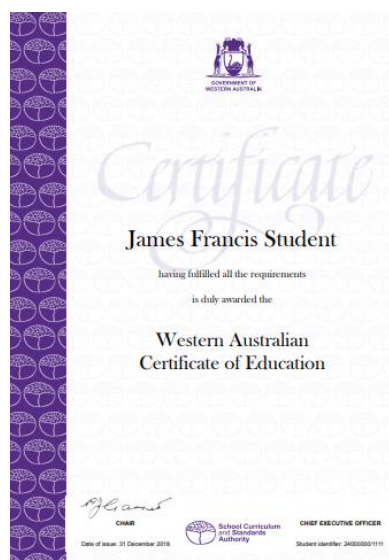 GOVERNMENT OF
WESTERN AUSTRALIA
Certificate
James Francis Student
having fulfilled all the requirements
is duly awarded the
Western Australian
Certificate of Education
CHAIR
School Curriculum
and Standards
Authority
CHIEF EXECUTIVE OFFICER
Date of issue: 31 December 2018
Student identifier: 24000000/1111